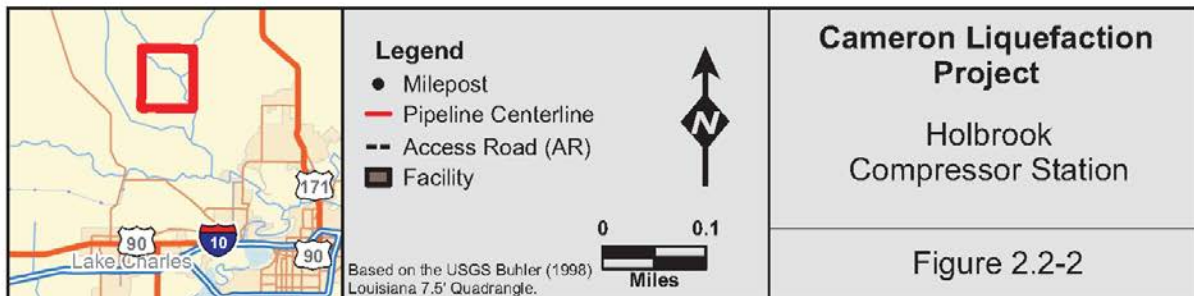 171
90
10
90
Lake Charles
Legend
Milepost
Pipeline Centerline
Access Road (AR)
Facility
N
0 0.1
Miles
Based on the USGS Buhler (1998)
Louisiana 7.5' Quadrangle.
Cameron Liquefaction
Project
Holbrook
Compressor Station
Figure 2.2-2